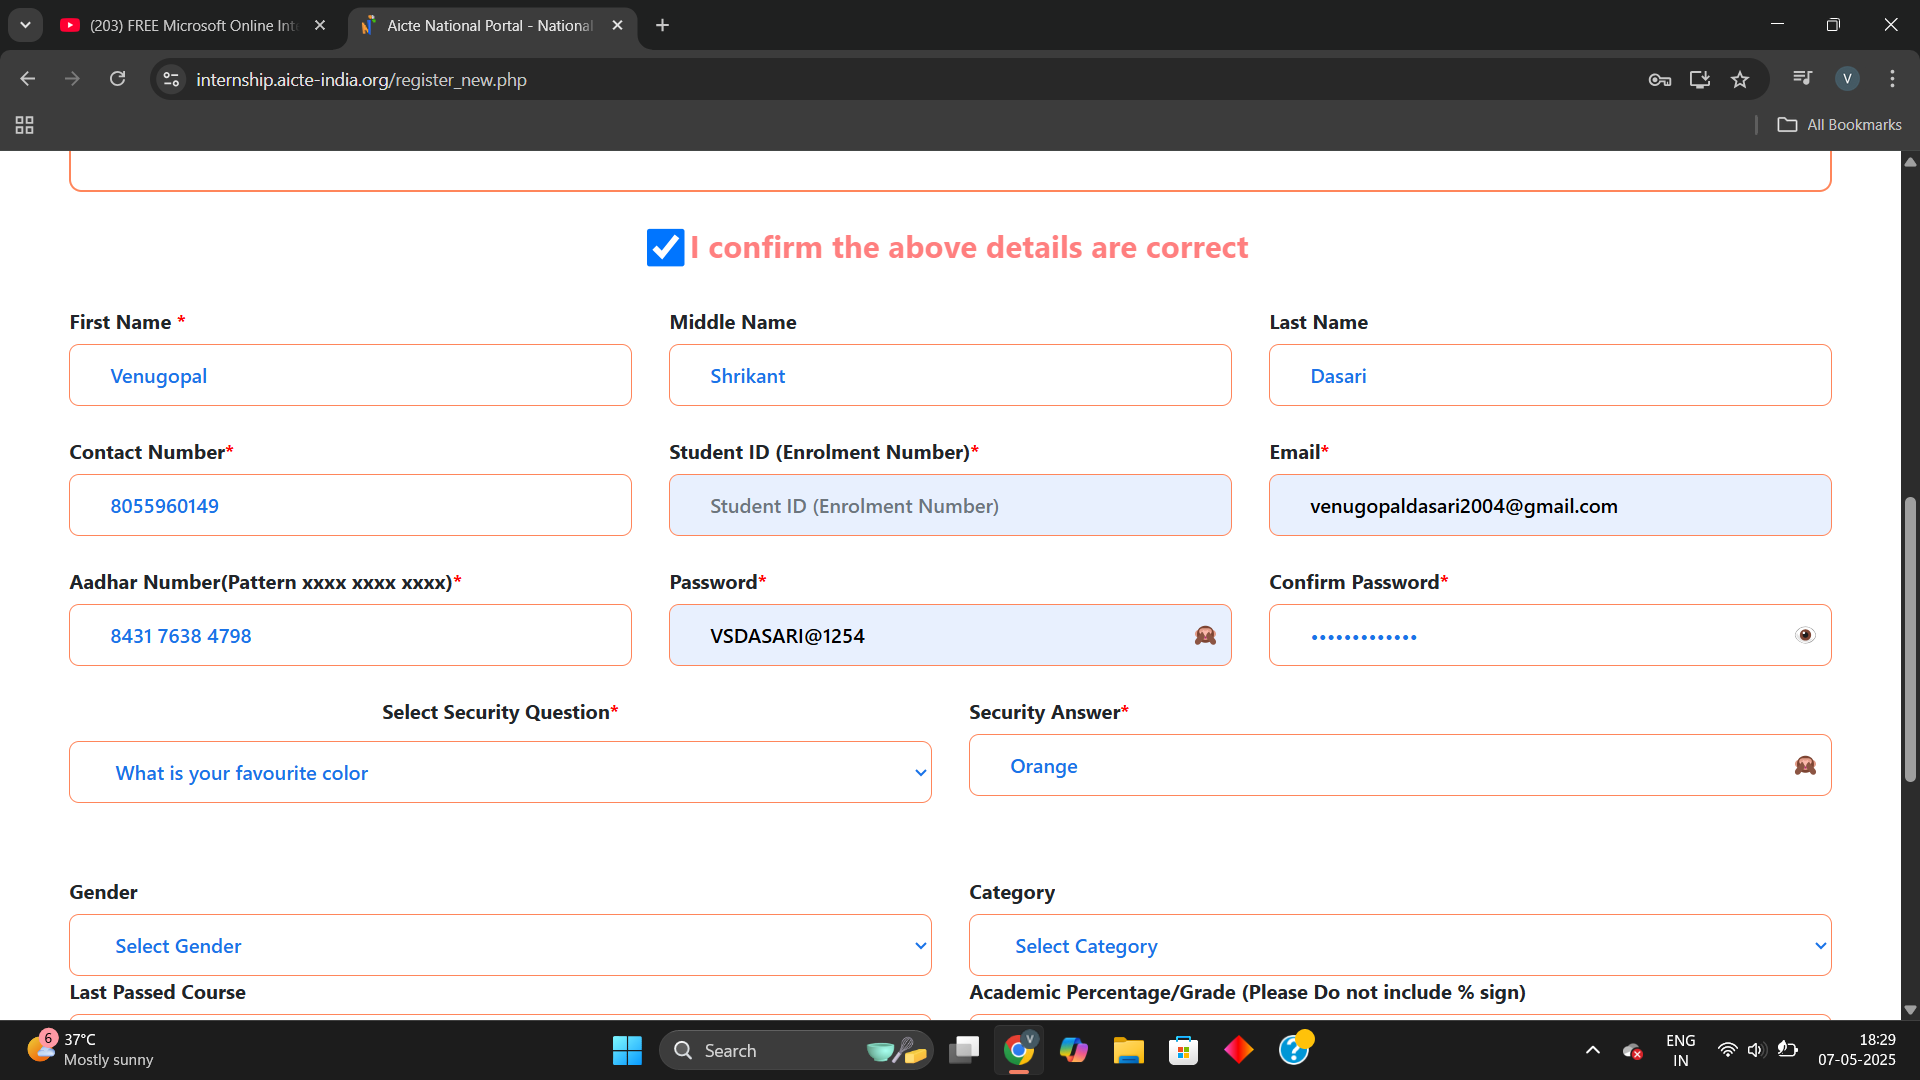 (203) FREE Microsoft Online Int
Aicte National Portal - National
internship.aicte-india.org/register_new.php
V
All Bookmarks
I confirm the above details are correct
First Name *
Middle Name
Last Name
Venugopal
Shrikant
Dasari
Contact Number*
Student ID (Enrolment Number)*
Email*
8055960149
Student ID (Enrolment Number)
venugopaldasari2004@gmail.com
Aadhar Number(Pattern xxxx xxxx xxxx)*
Password*
Confirm Password*
8431 7638 4798
VSDASARI@1254
•••••••••••••
Select Security Question*
Security Answer*
What is your favourite color
Orange
Gender
Category
Select Gender
Select Category
Last Passed Course
Academic Percentage/Grade (Please Do not include % sign)
6
37°C
Mostly sunny
Search
V
ENG
IN
18:29
07-05-2025